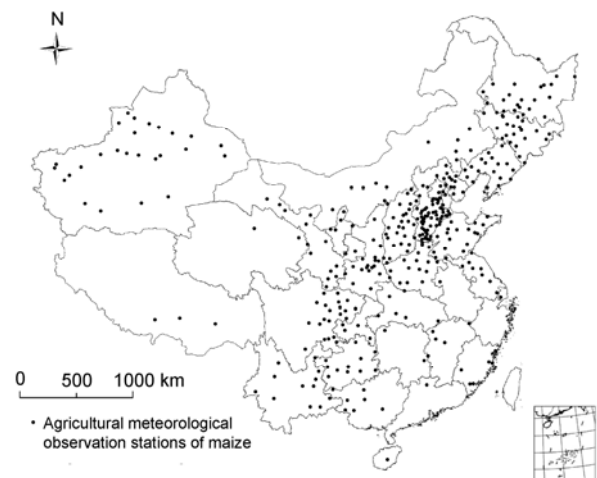 N
0 500 1000 km
• Agricultural meteorological
observation stations of maize